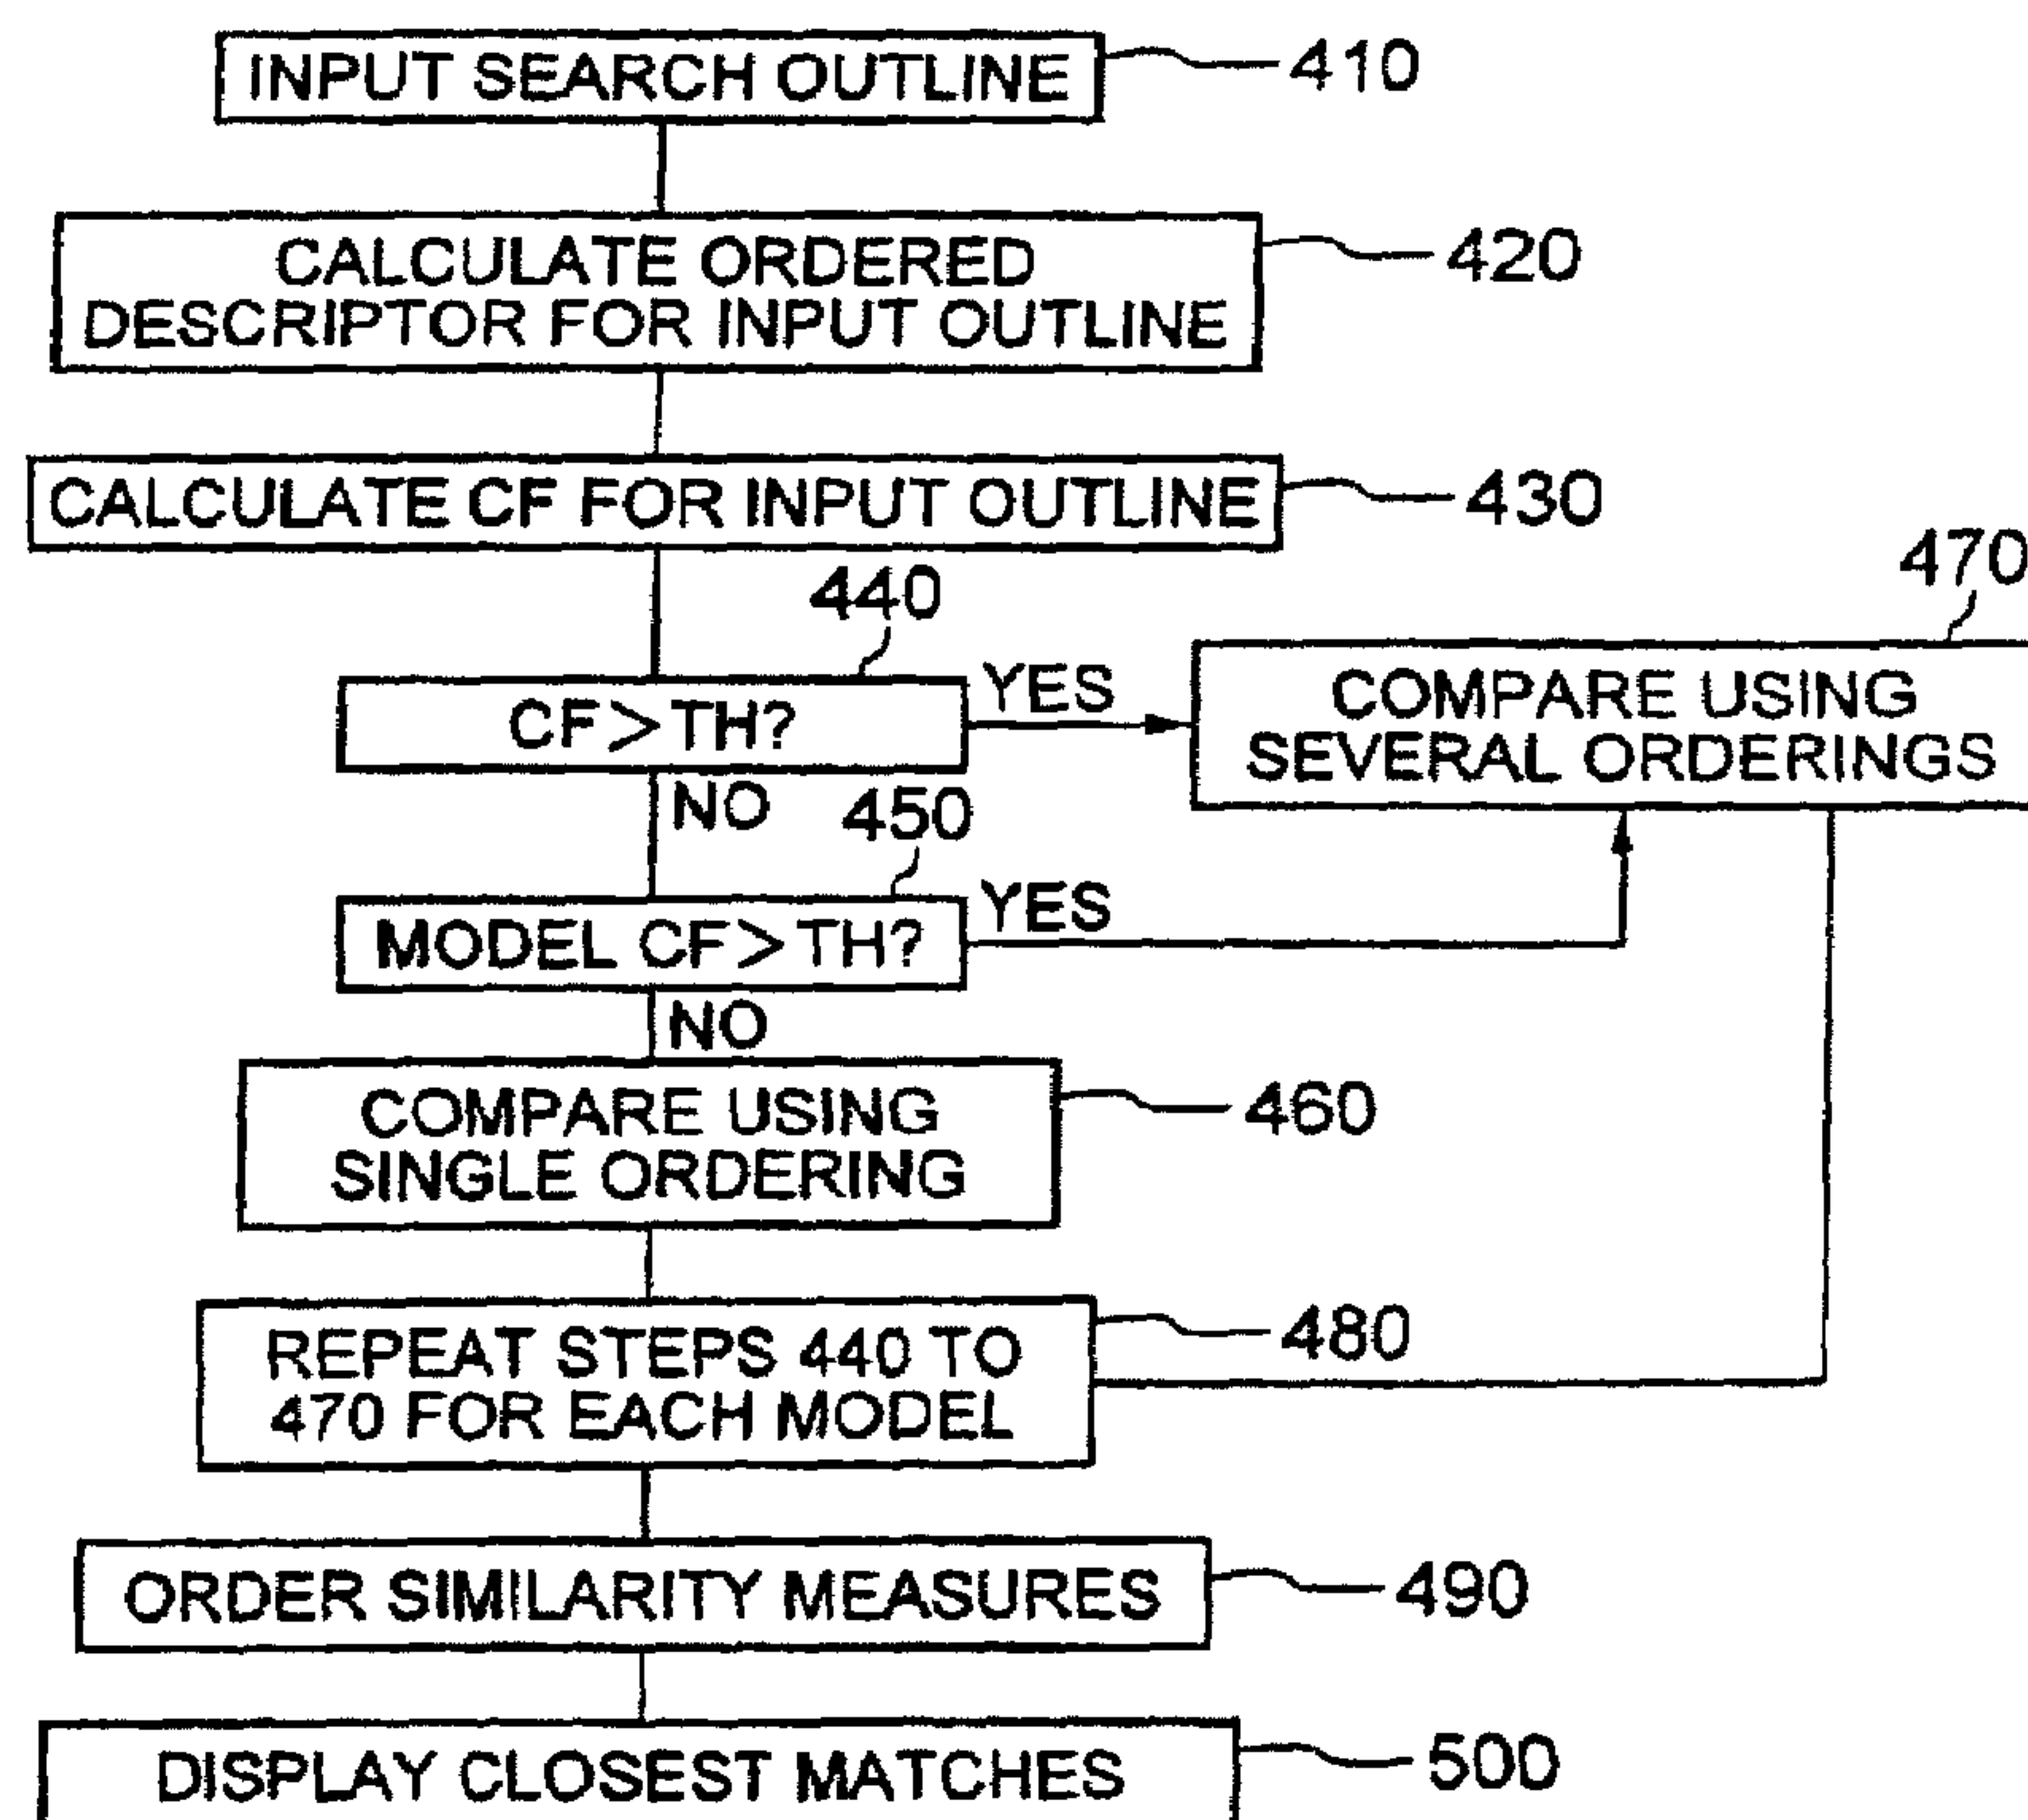 INPUT SEARCH OUTLINE
410
CALCULATE ORDERED
DESCRIPTOR FOR INPUT OUTLINE
420
CALCULATE CF FOR INPUT OUTLINE
430
440
470
CF>TH?
YES
COMPARE USING
SEVERAL ORDERINGS
NO
450
MODEL CF>TH?
YES
NO
COMPARE USING
SINGLE ORDERING
460
REPEAT STEPS 440 TO
470 FOR EACH MODEL
480
ORDER SIMILARITY MEASURES
490
DISPLAY CLOSEST MATCHES
500